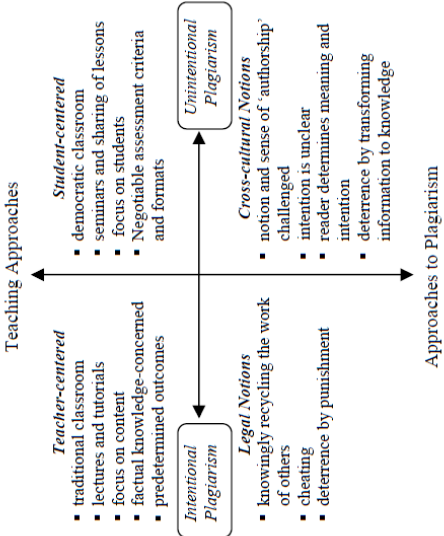 Teaching Approaches
Teacher-centered
▪ traditional classroom
▪ lectures and tutorials
▪ focus on content
▪ factual knowledge-concerned
▪ predetermined outcomes
Student-centered
▪ democratic classroom
▪ seminars and sharing of lessons
▪ focus on students
▪ Negotiable assessment criteria
and formats
Intentional
Plagiarism
Unintentional
Plagiarism
Legal Notions
▪ knowingly recycling the work
of others
▪ cheating
▪ deterrence by punishment
Cross-cultural Notions
▪ notion and sense of ‘authorship’
challenged
▪ intention is unclear
▪ reader determines meaning and
intention
▪ deterrence by transforming
information to knowledge
Approaches to Plagiarism